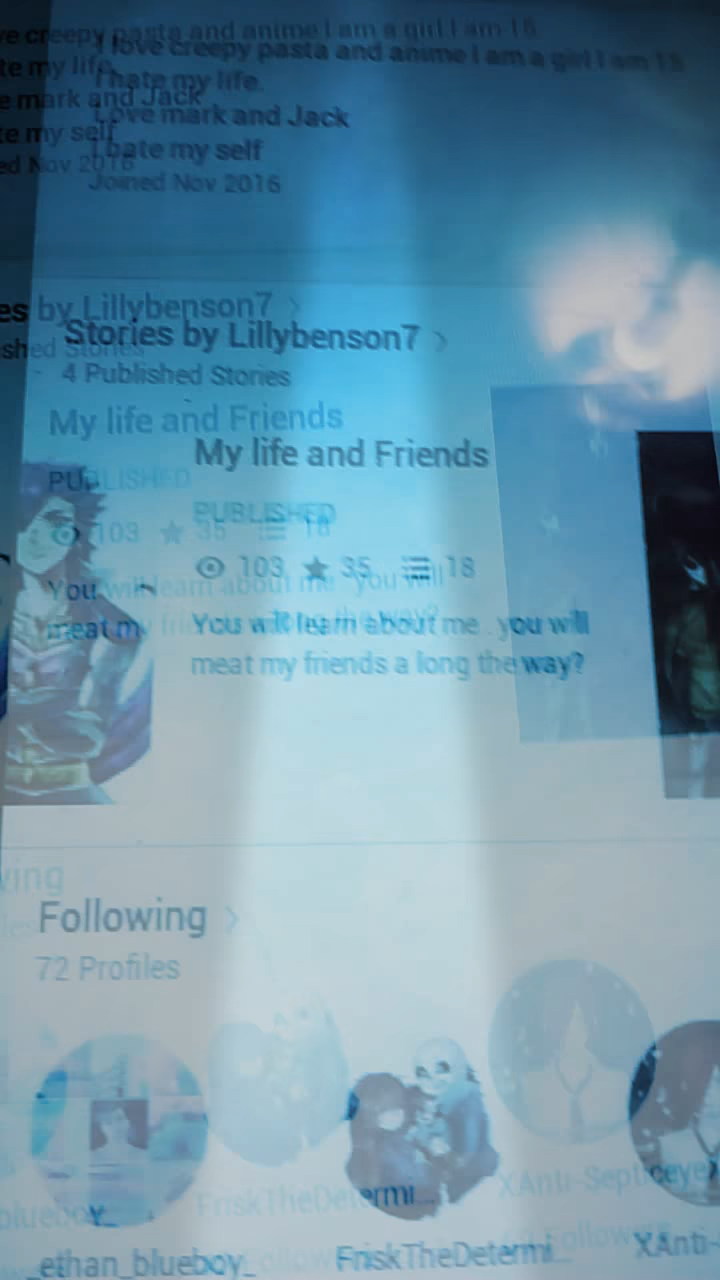 I love creepy pasta and anime I am a girl I am 15
I hate my life.
Love mark and Jack
I hate my self
Joined Nov 2016
Stories by Lillybenson7
4 Published Stories
My life and Friends
PUBLISHED
103 35 18
You will learn about me . you will
meat my friends a long the way?
Following
72 Profiles
_ethan_blueboy_
FriskTheDetermi_
XAnti-